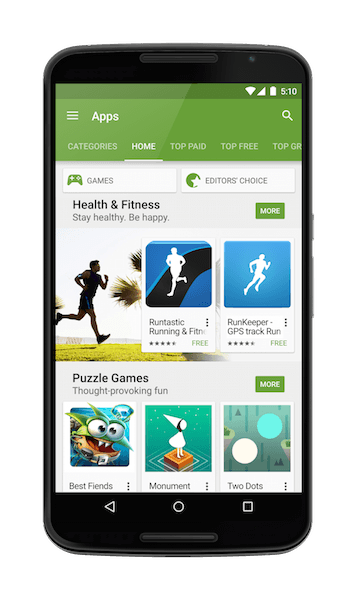 5:10
Apps
CATEGORIES HOME TOP PAID TOP FREE TOP GR
GAMES EDITORS' CHOICE
Health & Fitness
Stay healthy. Be happy.
MORE
Runtastic
Running & Fitne
FREE
RunKeeper -
GPS track Run
FREE
Puzzle Games
Thought-provoking fun
MORE
Best Fiends
Monument
Two Dots